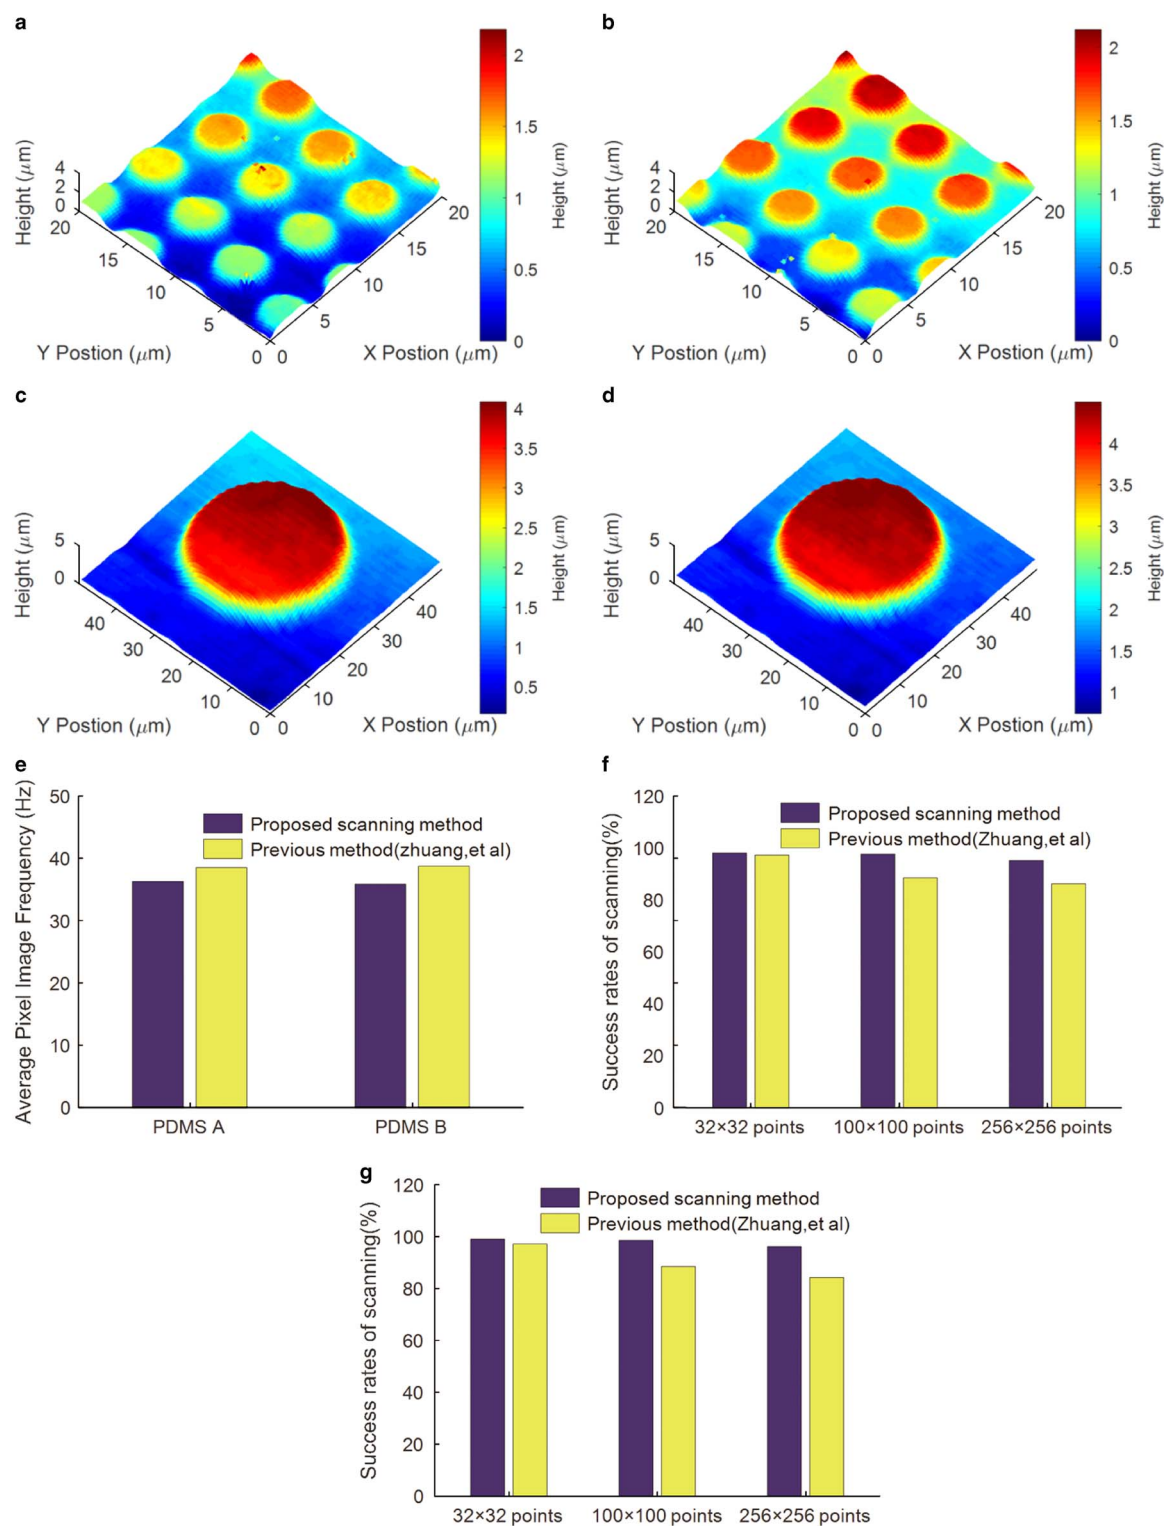 a
Height (μm)
4
2
0
20
15
10
5
0
Y Postion (μm)
0
5
10
15
20
X Postion (μm)
2
1.5
1
0.5
0
Height (μm)
b
Height (μm)
4
2
0
20
15
10
5
0
Y Postion (μm)
0
5
10
15
20
X Postion (μm)
2
1.5
1
0.5
0
Height (μm)
c
Height (μm)
5
0
40
30
20
10
0
Y Postion (μm)
0
10
20
30
40
X Postion (μm)
4
3.5
3
2.5
2
1.5
1
0.5
Height (μm)
d
Height (μm)
5
0
40
30
20
10
0
Y Postion (μm)
0
10
20
30
40
X Postion (μm)
4
3.5
3
2.5
2
1.5
1
Height (μm)
e
Average Pixel Image Frequency (Hz)
50
40
30
20
10
0
Proposed scanning method
Previous method(zhuang,et al)
PDMS A
PDMS B
f
Success rates of scanning(%)
120
100
80
60
40
20
0
Proposed scanning method
Previous method(Zhuang,et al)
32×32 points
100×100 points
256×256 points
g
Success rates of scanning(%)
120
100
80
60
40
20
0
Proposed scanning method
Previous method(Zhuang,et al)
32×32 points
100×100 points
256×256 points